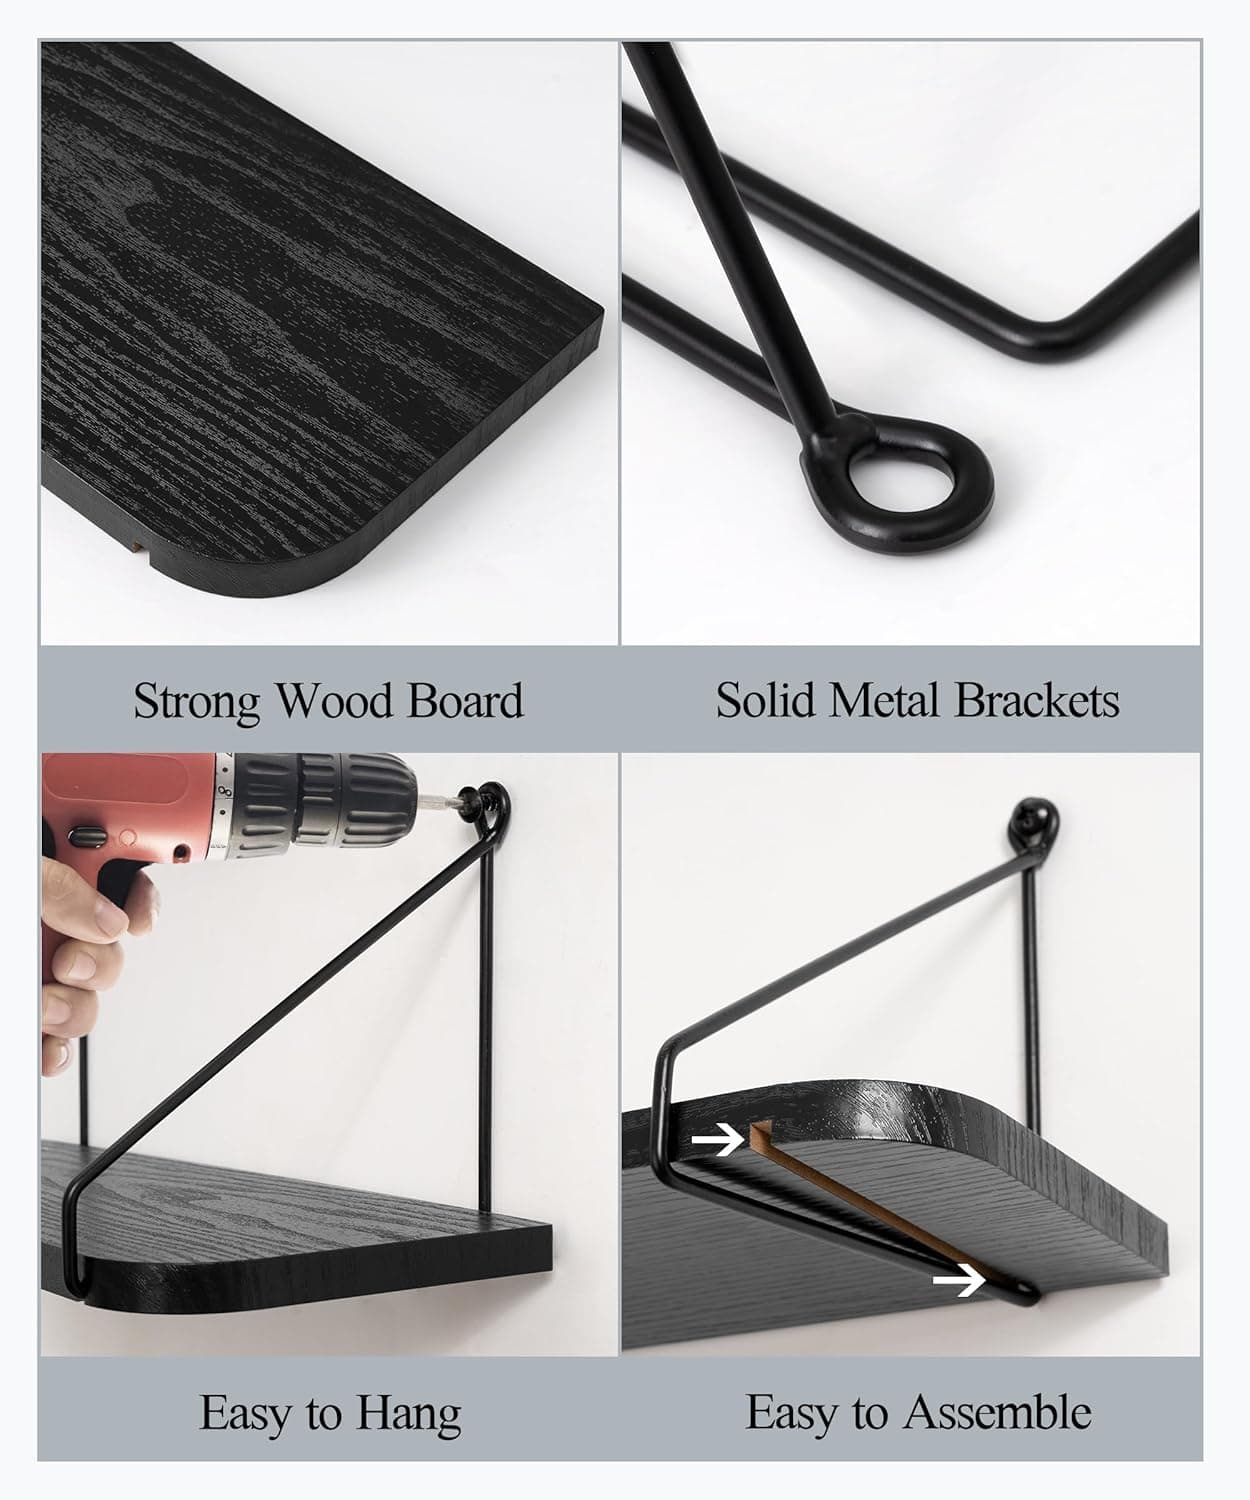 Strong Wood Board
Solid Metal Brackets
Easy to Hang
Easy to Assemble